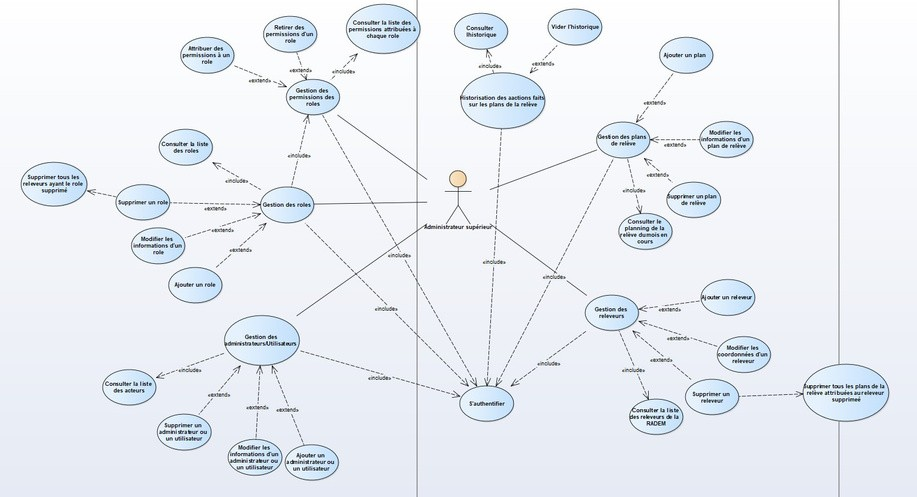 Consulter la liste des
permissions attribuées à
chaque role
Retirer des
permissions d'un
role
Attribuer des
permissions à un
role
«extend»
«extend»
«include»
Gestion des
permissions des
roles
Consulter
lhistorique
Vider l'historique
«include»
«extend»
Historisation des aactions faits
sur les plans de la relève
Ajouter un plan
«extend»
Gestion des plans
de relève
«extend»
Modifier les
informations d'un
plan de relève
«extend»
Supprimer un plan
de relève
«include»
Consulter le
planning de la
relève du mois en
cours
Consulter la liste
des roles
«include»
«include»
Supprimer tous les
releveurs ayant le role
supprimé
Supprimer un role
«extend»
Gestion des roles
Modifier les
informations d'un
role
«extend»
Ajouter un role
«extend»
Administrateur supérieur
«include»
«include»
«include»
«include»
Gestion des
administrateurs/Utilisateurs
«include»
Consulter la liste
des acteurs
«extend»
Supprimer un
administrateur ou
un utilisateur
«extend»
Modifier les
informations d'un
administrateur ou
un utilisateur
«extend»
Ajouter un
administrateur ou
un utilisateur
«include»
S'authentifier
«include»
Gestion des
releveurs
«extend»
Ajouter un releveur
«extend»
Modifier les
coordonnées d'un
releveur
«extend»
Supprimer un
releveur
«include»
Consulter la liste
des releveurs de la
RADEM
Supprimer tous les plans de la
relève attribuées au releveur
supprimeé